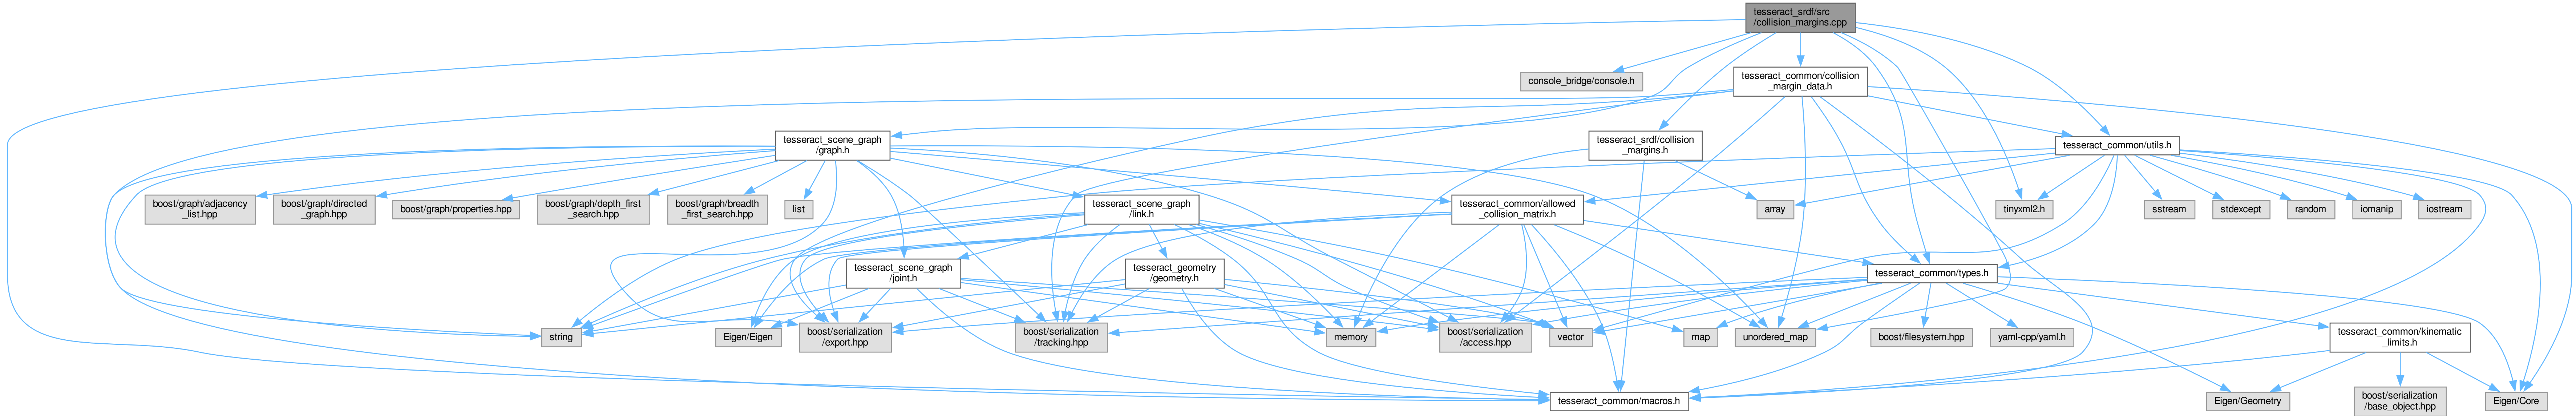 tesseract_srdf/src
/collision_margins.cpp
console_bridge/console.h
tesseract_common/collision
_margin_data.h
tesseract_scene_graph
/graph.h
tesseract_srdf/collision
_margins.h
tesseract_common/utils.h
boost/graph/adjacency
_list.hpp
boost/graph/directed
_graph.hpp
boost/graph/properties.hpp
boost/graph/depth_first
_search.hpp
boost/graph/breadth
_first_search.hpp
list
tesseract_scene_graph
/link.h
tesseract_common/allowed
_collision_matrix.h
array
tinyxml2.h
sstream
stdexcept
random
iomanip
iostream
tesseract_scene_graph
/joint.h
tesseract_geometry
/geometry.h
tesseract_common/types.h
string
Eigen/Eigen
boost/serialization
/export.hpp
boost/serialization
/tracking.hpp
memory
boost/serialization
/access.hpp
vector
map
unordered_map
boost/filesystem.hpp
yaml-cpp/yaml.h
tesseract_common/kinematic
_limits.h
tesseract_common/macros.h
Eigen/Geometry
boost/serialization
/base_object.hpp
Eigen/Core